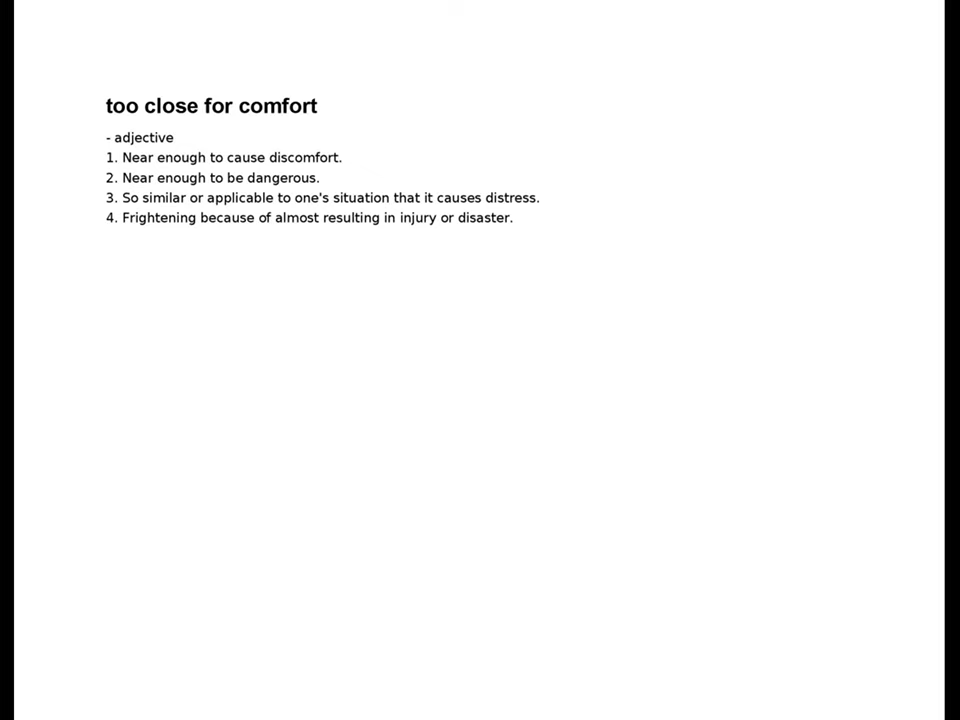 too close for comfort
- adjective
1. Near enough to cause discomfort.
2. Near enough to be dangerous.
3. So similar or applicable to one's situation that it causes distress.
4. Frightening because of almost resulting in injury or disaster.